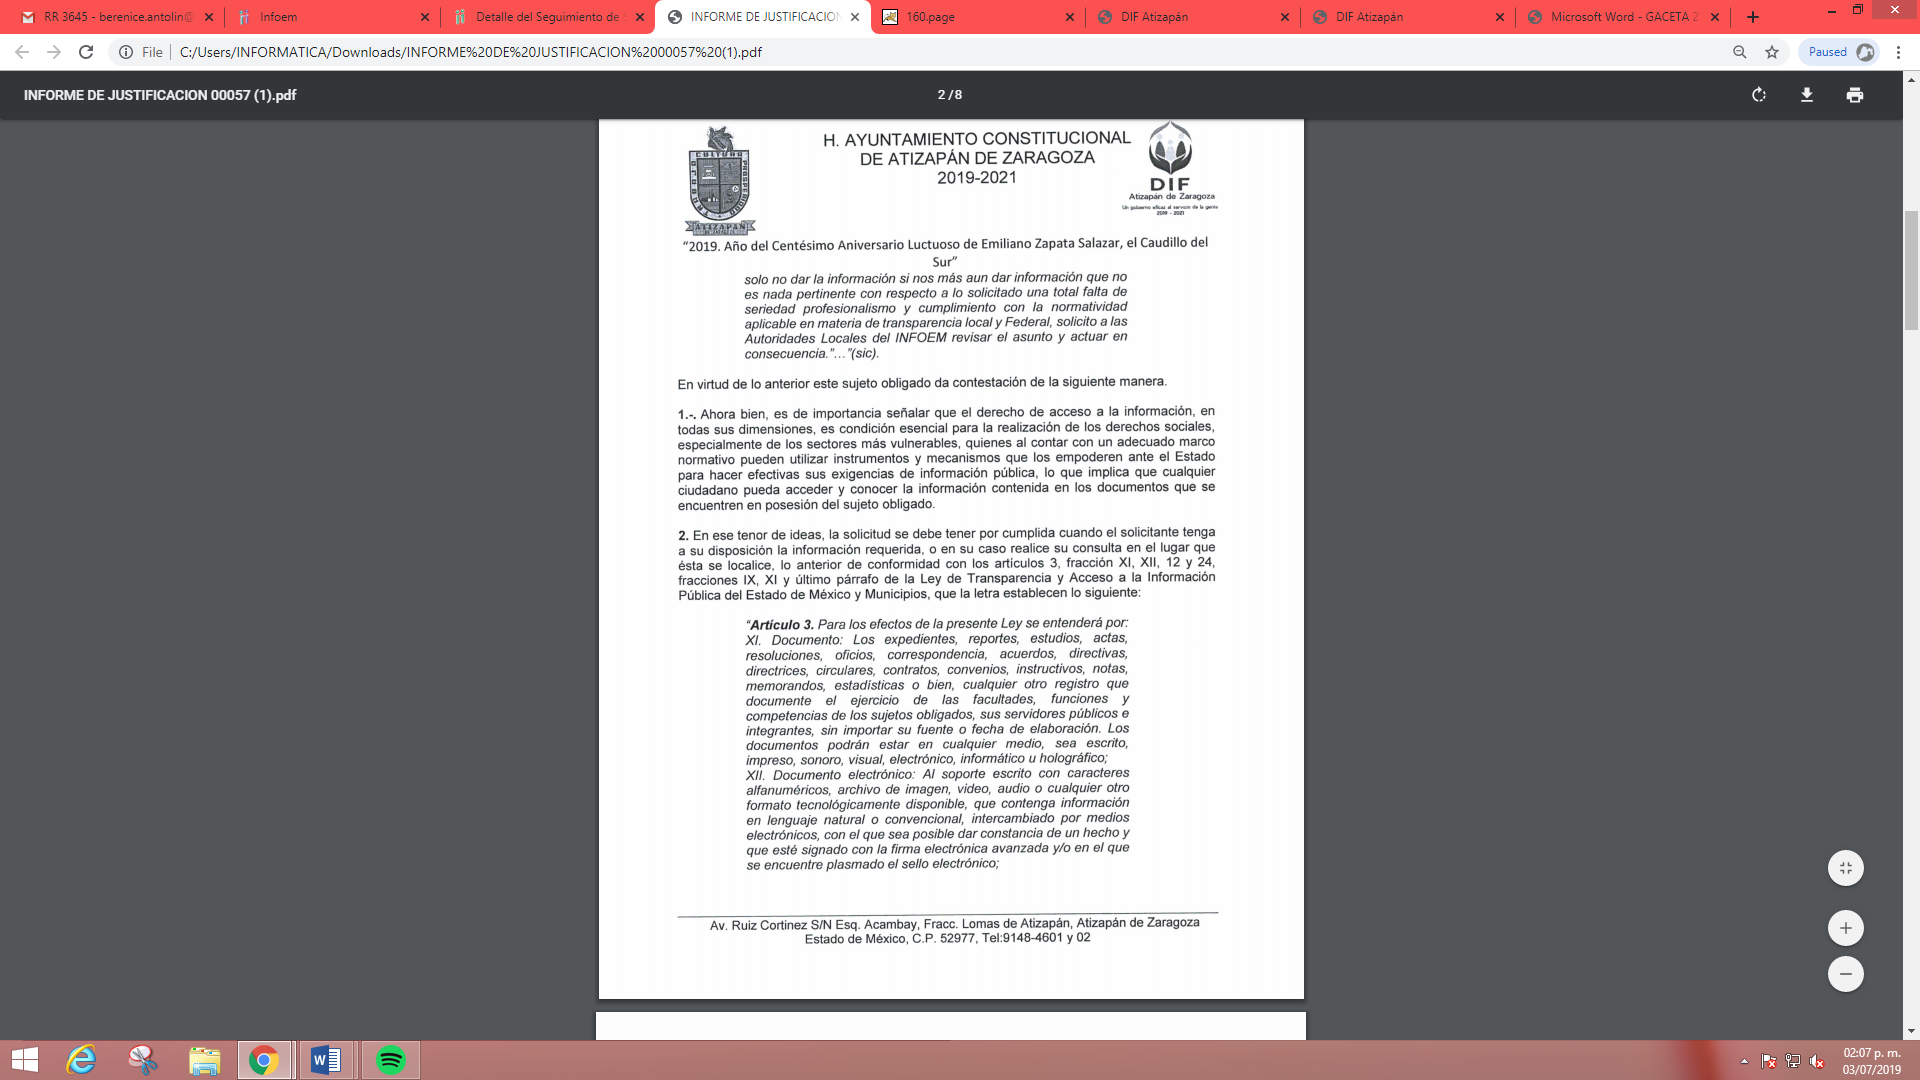 RR 3645 - berenice.antolin@
Infoem
Detalle del Seguimiento de S
INFORME DE JUSTIFICACION
160.page
DIF Atizapán
DIF Atizapán
Microsoft Word - GACETA 2
File
C:/Users/INFORMATICA/Downloads/INFORME%20DE%20JUSTIFICACION%2000057%20(1).pdf
Paused
INFORME DE JUSTIFICACION 00057 (1).pdf
2 / 8
H. AYUNTAMIENTO CONSTITUCIONAL
DE ATIZAPÁN DE ZARAGOZA
2019-2021
CULTURA
PROSPERIDAD
ATIZAPAN
DIF
Atizapán de Zaragoza
Un gobierno eficaz al servicio de la gente
2019 - 2021
“2019. Año del Centésimo Aniversario Luctuoso de Emiliano Zapata Salazar, el Caudillo del
Sur”
solo no dar la información si nos más aun dar información que no
es nada pertinente con respecto a lo solicitado una total falta de
seriedad profesionalismo y cumplimiento con la normatividad
aplicable en materia de transparencia local y Federal, solicito a las
Autoridades Locales del INFOEM revisar el asunto y actuar en
consecuencia.”…”(sic).
En virtud de lo anterior este sujeto obligado da contestación de la siguiente manera.
1.-. Ahora bien, es de importancia señalar que el derecho de acceso a la información, en
todas sus dimensiones, es condición esencial para la realización de los derechos sociales,
especialmente de los sectores más vulnerables, quienes al contar con un adecuado marco
normativo pueden utilizar instrumentos y mecanismos que los empoderen ante el Estado
para hacer efectivas sus exigencias de información pública, lo que implica que cualquier
ciudadano pueda acceder y conocer la información contenida en los documentos que se
encuentren en posesión del sujeto obligado.
2. En ese tenor de ideas, la solicitud se debe tener por cumplida cuando el solicitante tenga
a su disposición la información requerida, o en su caso realice su consulta en el lugar que
ésta se localice, lo anterior de conformidad con los artículos 3, fracción XI, XII, 12 y 24,
fracciones IX, XI y último párrafo de la Ley de Transparencia y Acceso a la Información
Pública del Estado de México y Municipios, que la letra establecen lo siguiente:
“Artículo 3. Para los efectos de la presente Ley se entenderá por:
XI. Documento: Los expedientes, reportes, estudios, actas,
resoluciones, oficios, correspondencia, acuerdos, directivas,
directrices, circulares, contratos, convenios, instructivos, notas,
memorandos, estadísticas o bien, cualquier otro registro que
documente el ejercicio de las facultades, funciones y
competencias de los sujetos obligados, sus servidores públicos e
integrantes, sin importar su fuente o fecha de elaboración. Los
documentos podrán estar en cualquier medio, sea escrito,
impreso, sonoro, visual, electrónico, informático u holográfico;
XII. Documento electrónico: Al soporte escrito con caracteres
alfanuméricos, archivo de imagen, video, audio o cualquier otro
formato tecnológicamente disponible, que contenga información
en lenguaje natural o convencional, intercambiado por medios
electrónicos, con el que sea posible dar constancia de un hecho y
que esté signado con la firma electrónica avanzada y/o en el que
se encuentre plasmado el sello electrónico;
Av. Ruiz Cortinez S/N Esq. Acambay, Fracc. Lomas de Atizapán, Atizapán de Zaragoza
Estado de México, C.P. 52977, Tel:9148-4601 y 02
02:07 p. m.
03/07/2019